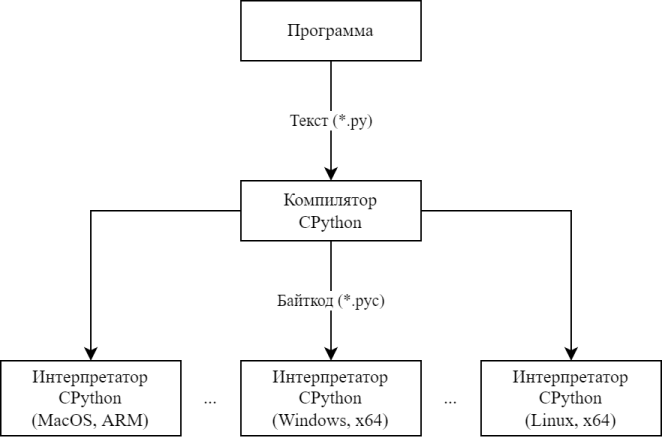 Программа
Текст (*.py)
Компилятор
CPython
Байткод (*.pyc)
Интерпретатор
CPython
(MacOS, ARM)
...
Интерпретатор
CPython
(Windows, x64)
...
Интерпретатор
CPython
(Linux, x64)